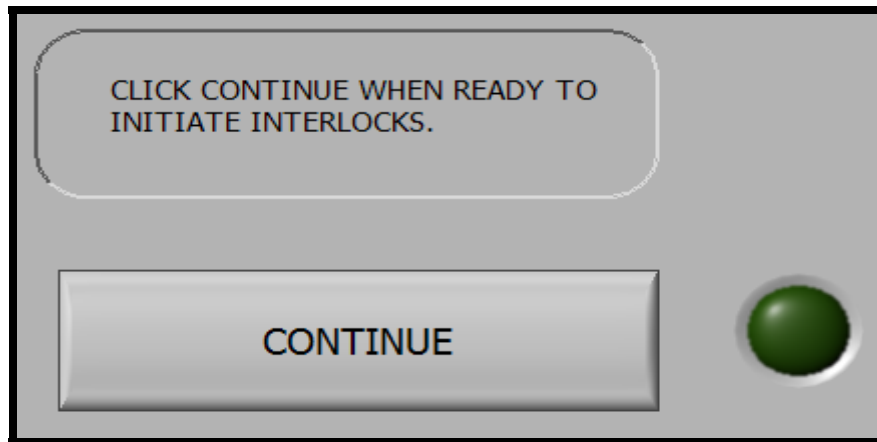 CLICK CONTINUE WHEN READY TO
INITIATE INTERLOCKS.
CONTINUE